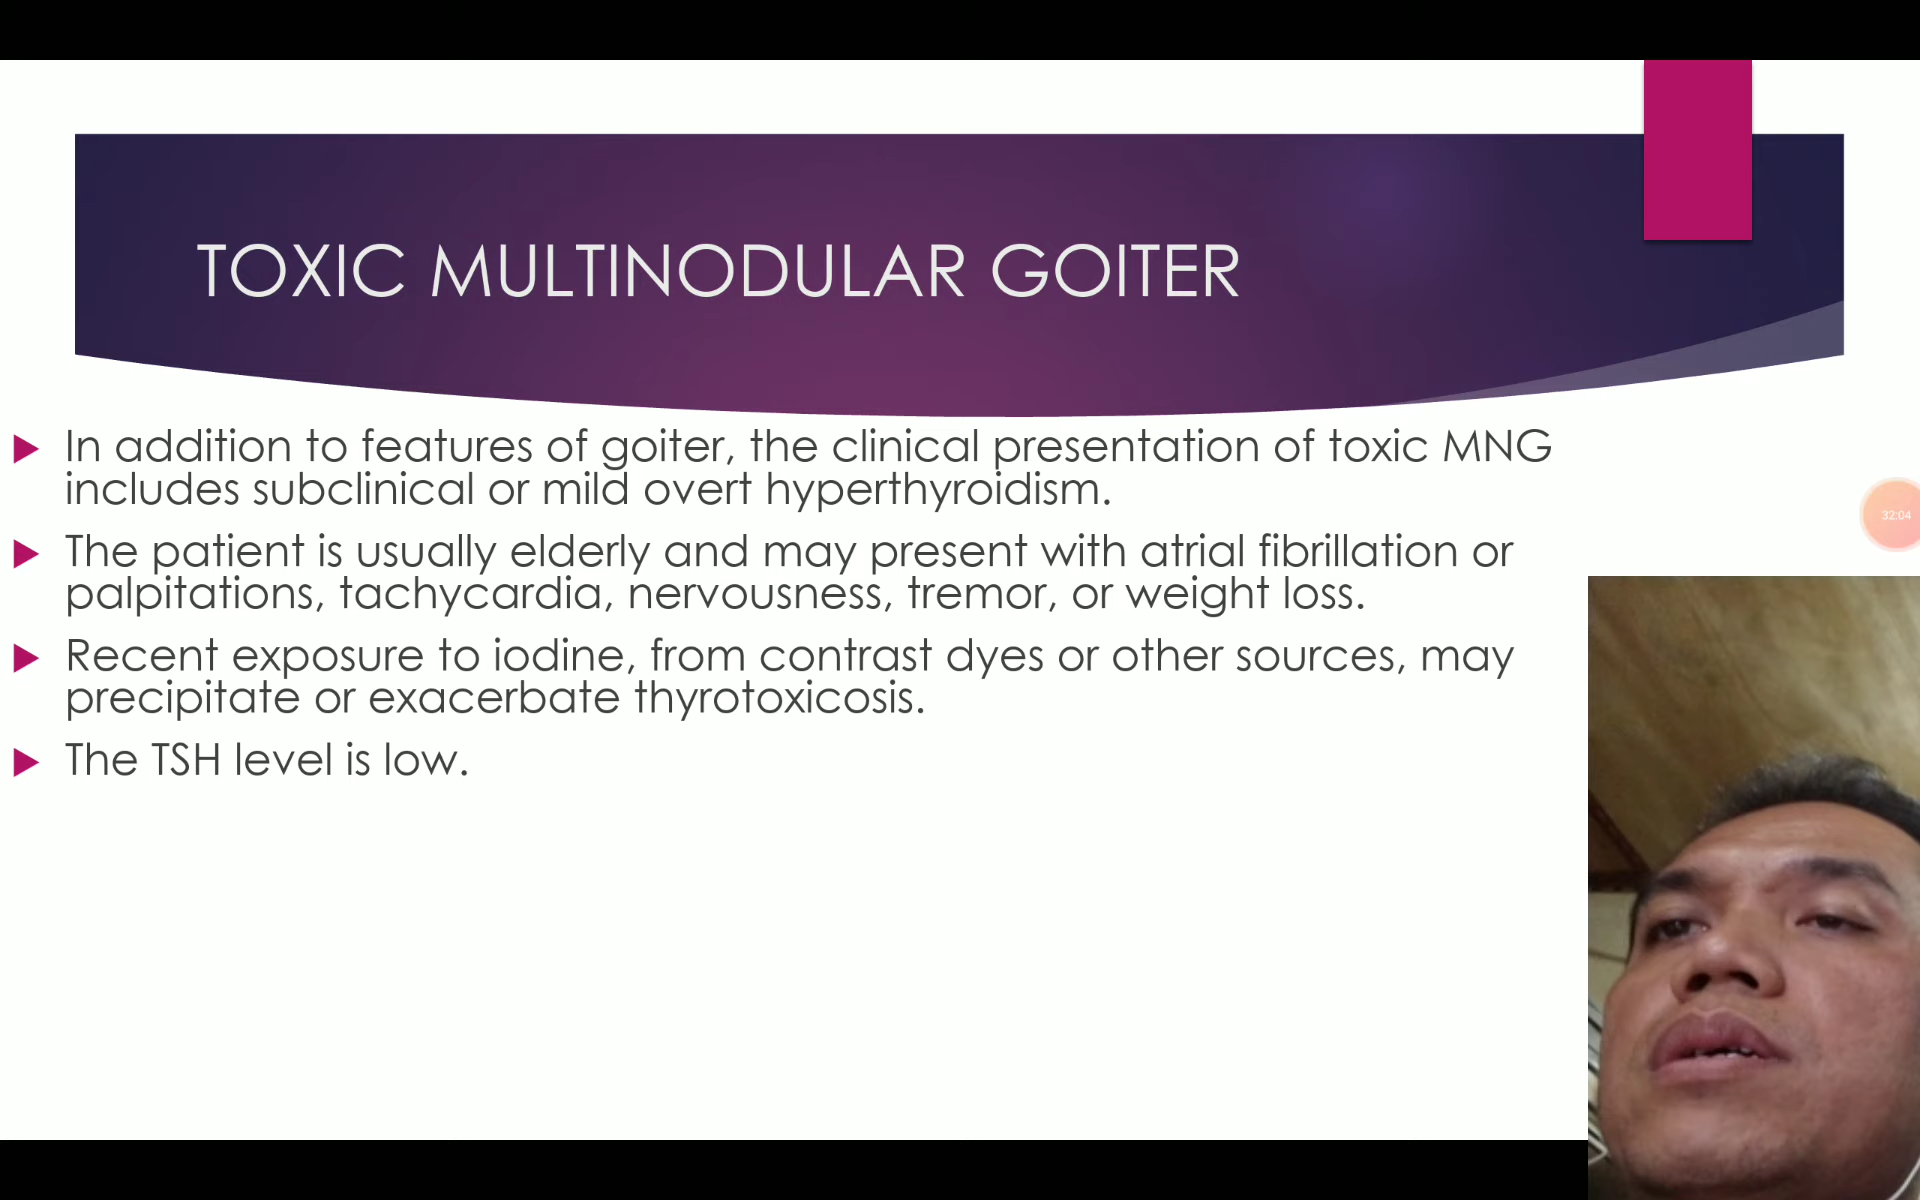 TOXIC MULTINODULAR GOITER
In addition to features of goiter, the clinical presentation of toxic MNG
includes subclinical or mild overt hyperthyroidism.
The patient is usually elderly and may present with atrial fibrillation or
palpitations, tachycardia, nervousness, tremor, or weight loss.
Recent exposure to iodine, from contrast dyes or other sources, may
precipitate or exacerbate thyrotoxicosis.
The TSH level is low.
32:04